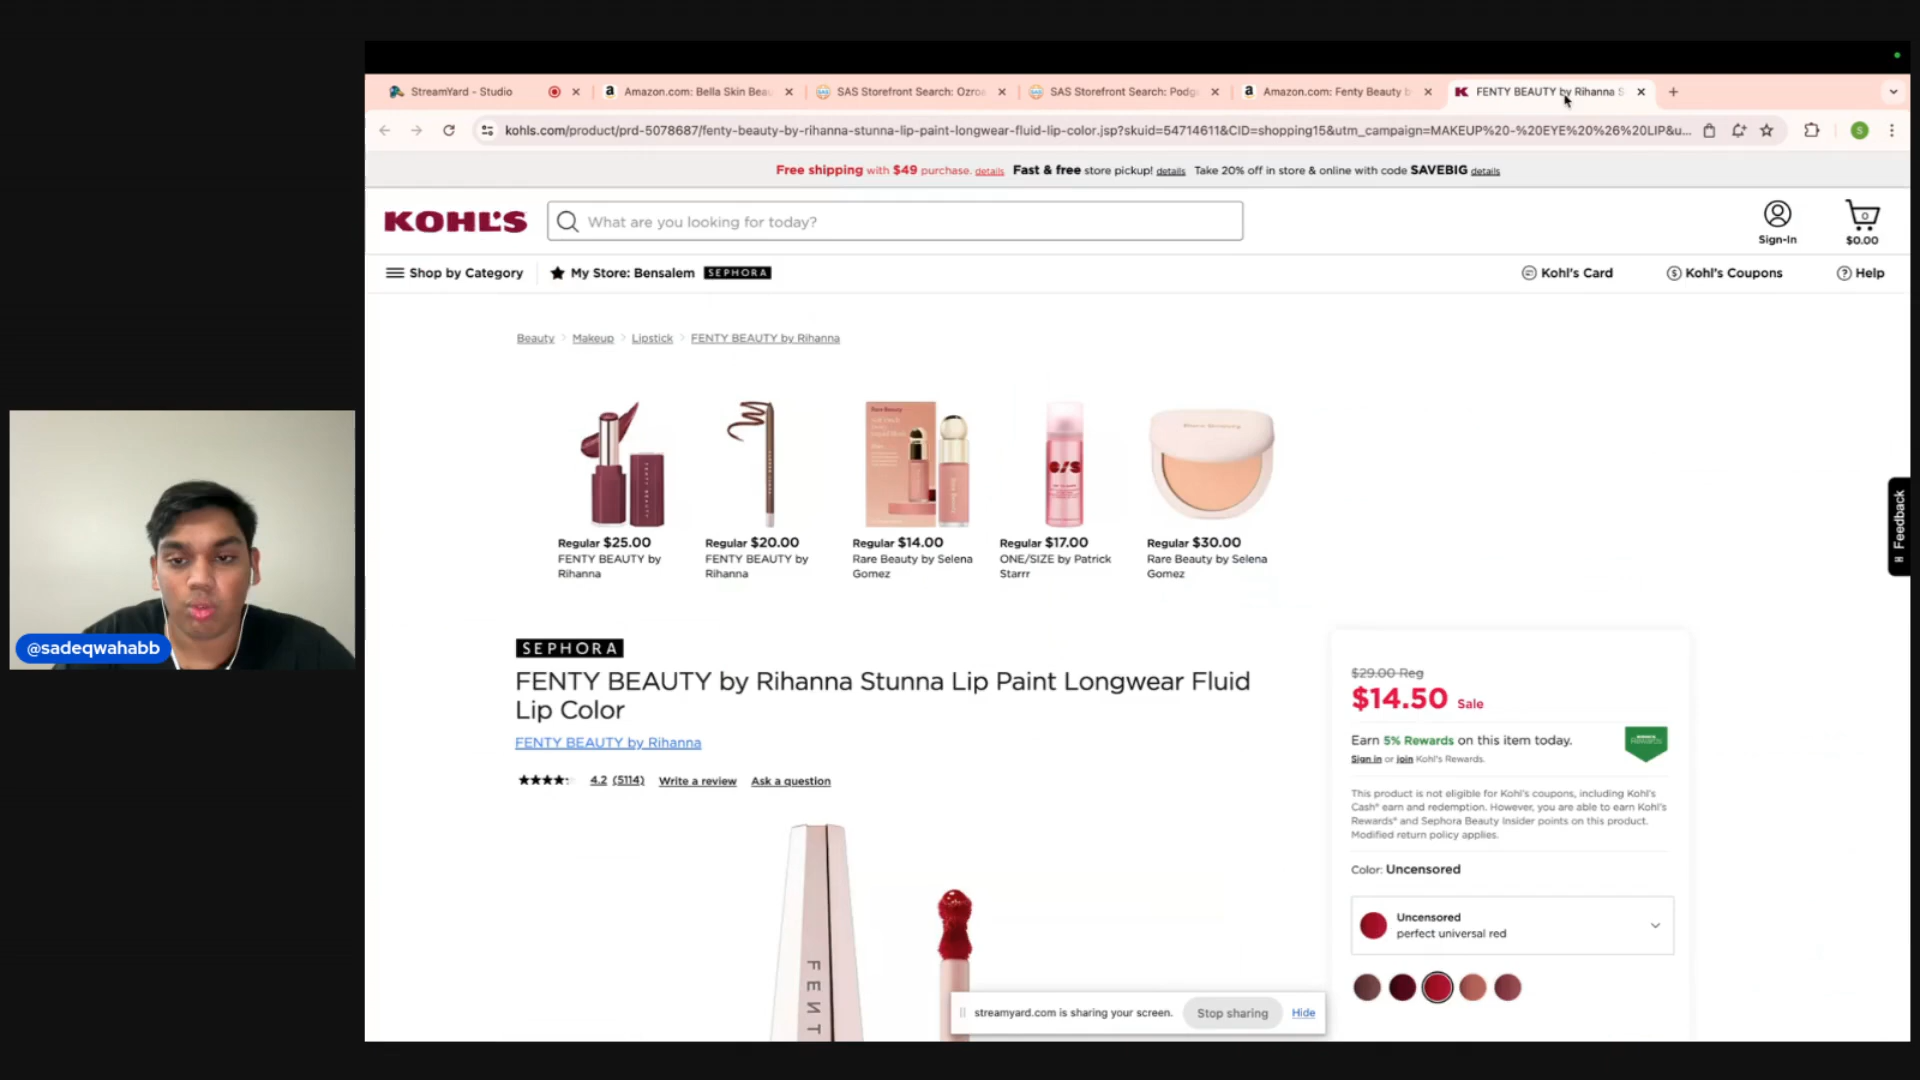 StreamYard - Studio
Amazon.com: Bella Skin Beau
SAS Storefront Search: Ozroa
SAS Storefront Search: Podg
Amazon.com: Fenty Beauty b
FENTY BEAUTY by Rihanna S
kohls.com/product/prd-5078687/fenty-beauty-by-rihanna-stunna-lip-paint-longwear-fluid-lip-color.jsp?skuid=54714611&CID=shopping15&utm_campaign=MAKEUP%20-%20EYE%20%26%20LIP&u...
S
Free shipping with $49 purchase. details Fast & free store pickup! details Take 20% off in store & online with code SAVEBIG details
KOHL'S
What are you looking for today?
Sign-In
0
$0.00
Shop by Category
My Store: Bensalem SEPHORA
Kohl's Card
Kohl's Coupons
Help
Beauty > Makeup > Lipstick > FENTY BEAUTY by Rihanna
Regular $25.00
FENTY BEAUTY by
Rihanna
Regular $20.00
FENTY BEAUTY by
Rihanna
Rare Beauty
Regular $14.00
Rare Beauty by Selena
Gomez
O/S
Regular $17.00
ONE/SIZE by Patrick
Starrr
Rare Beauty
Regular $30.00
Rare Beauty by Selena
Gomez
Feedback
SEPHORA
FENTY BEAUTY by Rihanna Stunna Lip Paint Longwear Fluid
Lip Color
FENTY BEAUTY by Rihanna
4.2 (5114) Write a review Ask a question
FENT
$29.00 Reg
$14.50 Sale
Earn 5% Rewards on this item today.
Sign in or join Kohl's Rewards.
This product is not eligible for Kohl's coupons, including Kohl's
Cash® earn and redemption. However, you are able to earn Kohl's
Rewards® and Sephora Beauty Insider points on this product.
Modified return policy applies.
Color: Uncensored
Uncensored
perfect universal red
streamyard.com is sharing your screen.
Stop sharing
Hide
@sadeqwahabb